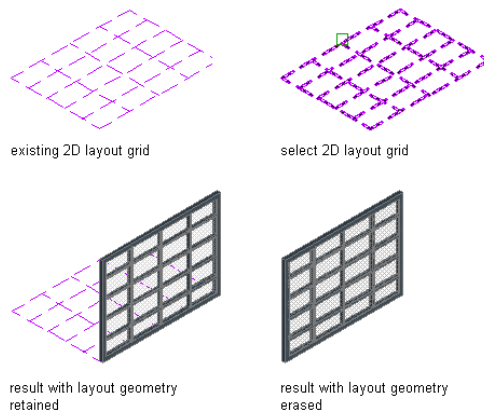 existing 2D layout grid
select 2D layout grid
result with layout geometry
retained
result with layout geometry
erased